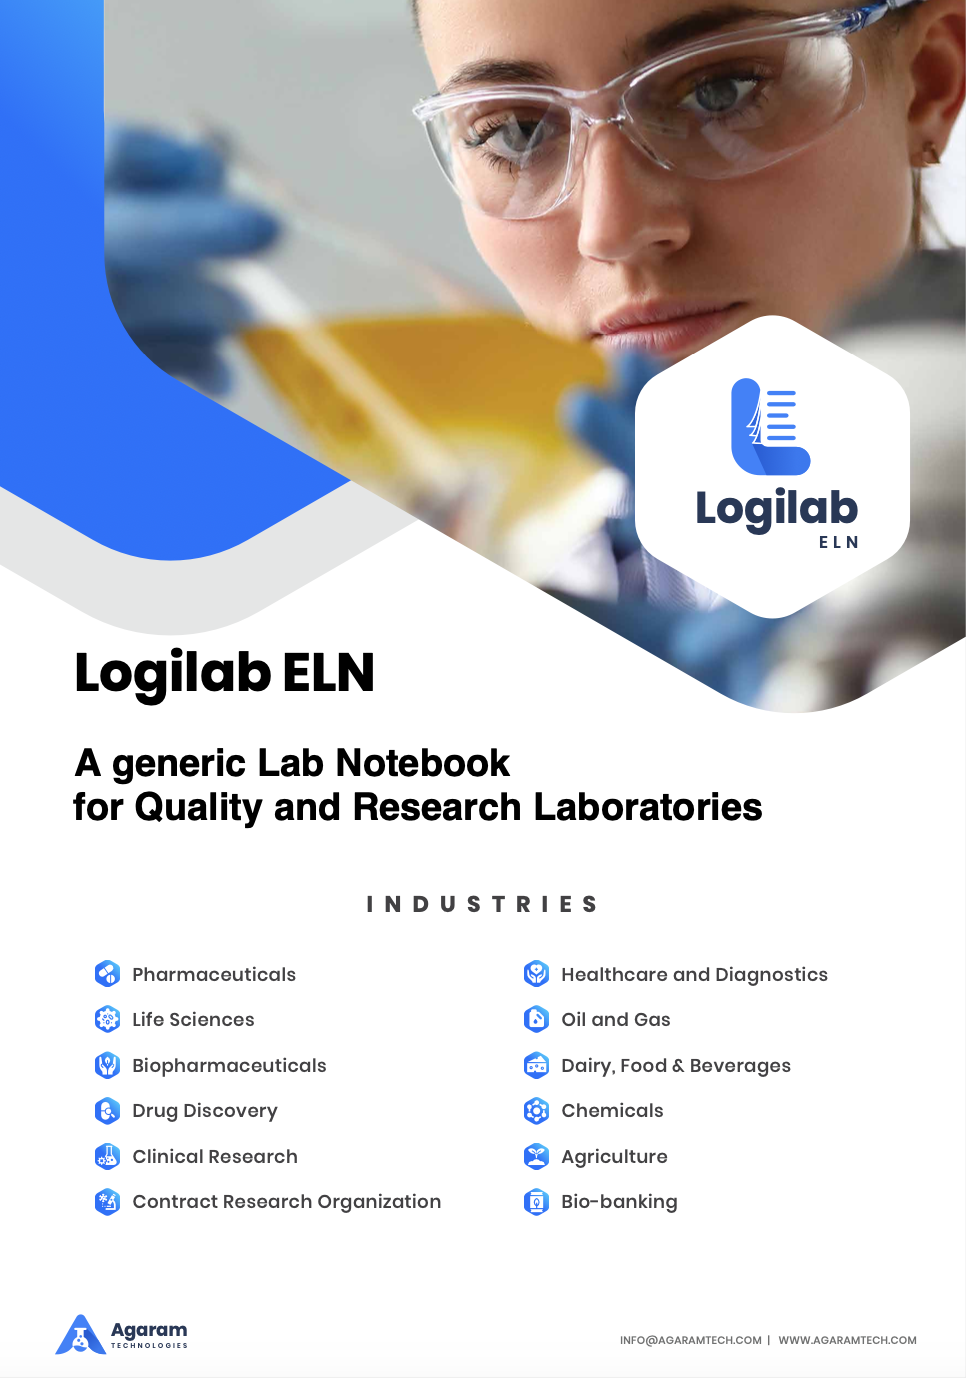 Logilab
ELN
Logilab ELN
A generic Lab Notebook
for Quality and Research Laboratories
INDUSTRIES
Pharmaceuticals
Life Sciences
Biopharmaceuticals
Drug Discovery
Clinical Research
Contract Research Organization
Healthcare and Diagnostics
Oil and Gas
Dairy, Food & Beverages
Chemicals
Agriculture
Bio-banking
Agaram
TECHNOLOGIES
INFO@AGARAMTECH.COM | WWW.AGARAMTECH.COM